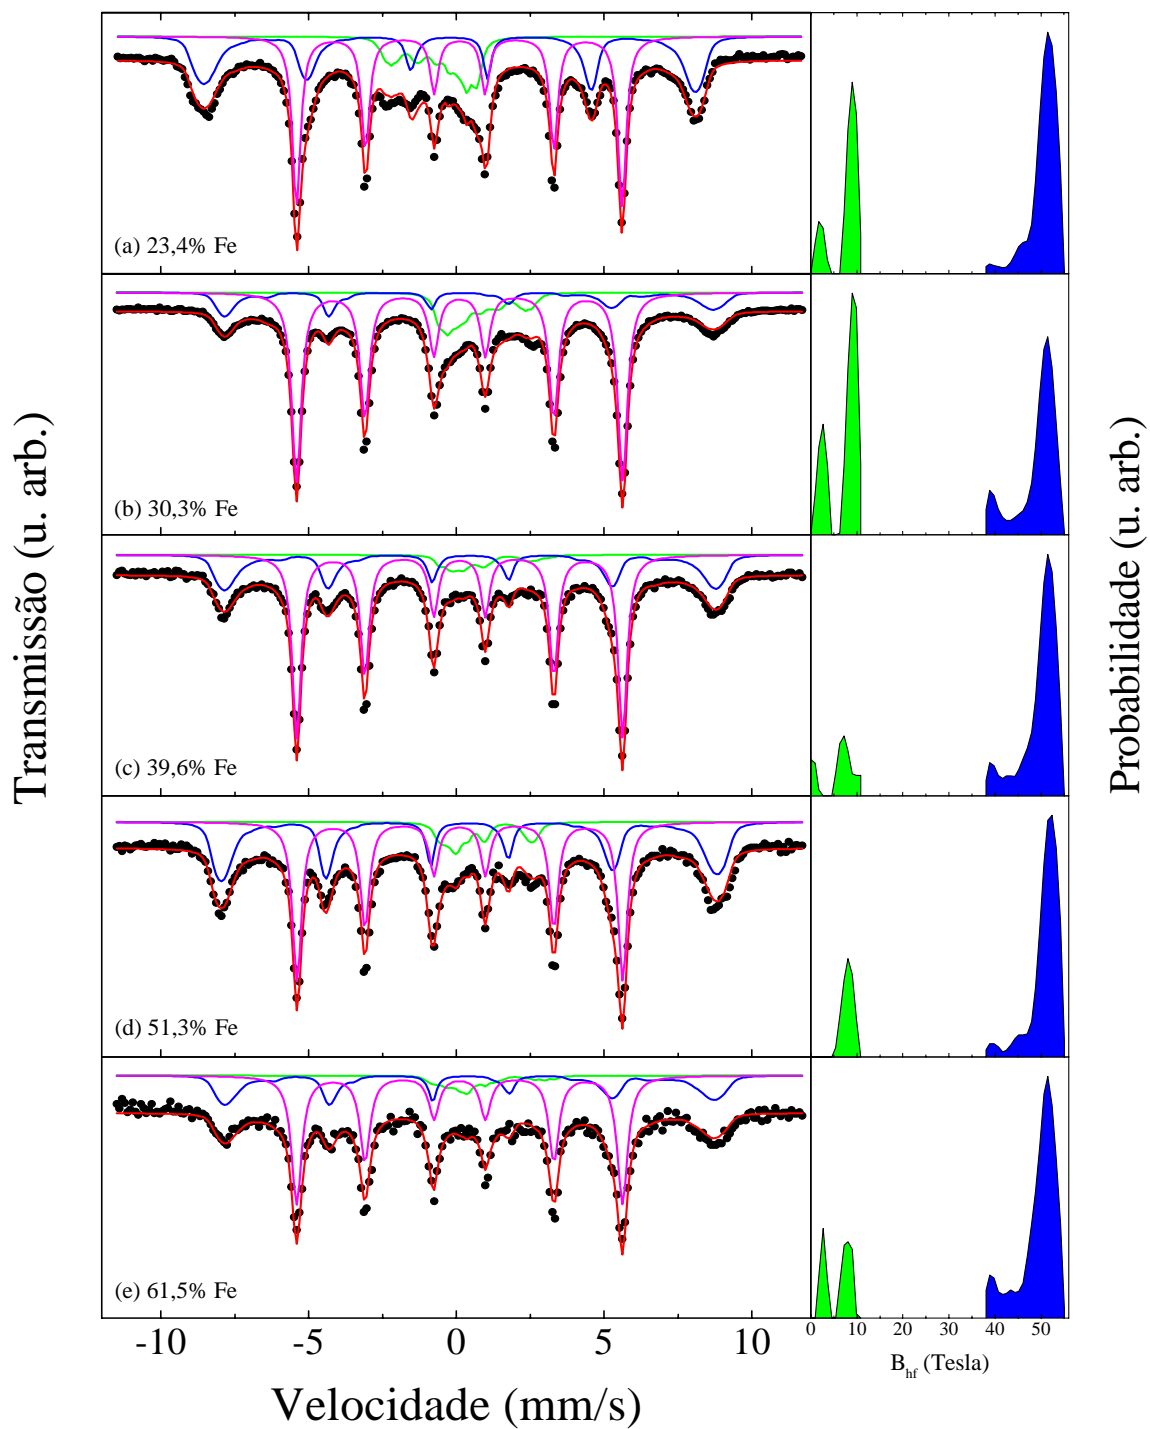 Transmissão (u. arb.)
(a) 23,4% Fe
(b) 30,3% Fe
(c) 39,6% Fe
(d) 51,3% Fe
(e) 61,5% Fe
-10 -5 0 5 10
Velocidade (mm/s)
0 10 20 30 40 50
Bhf (Tesla)
Probabilidade (u. arb.)